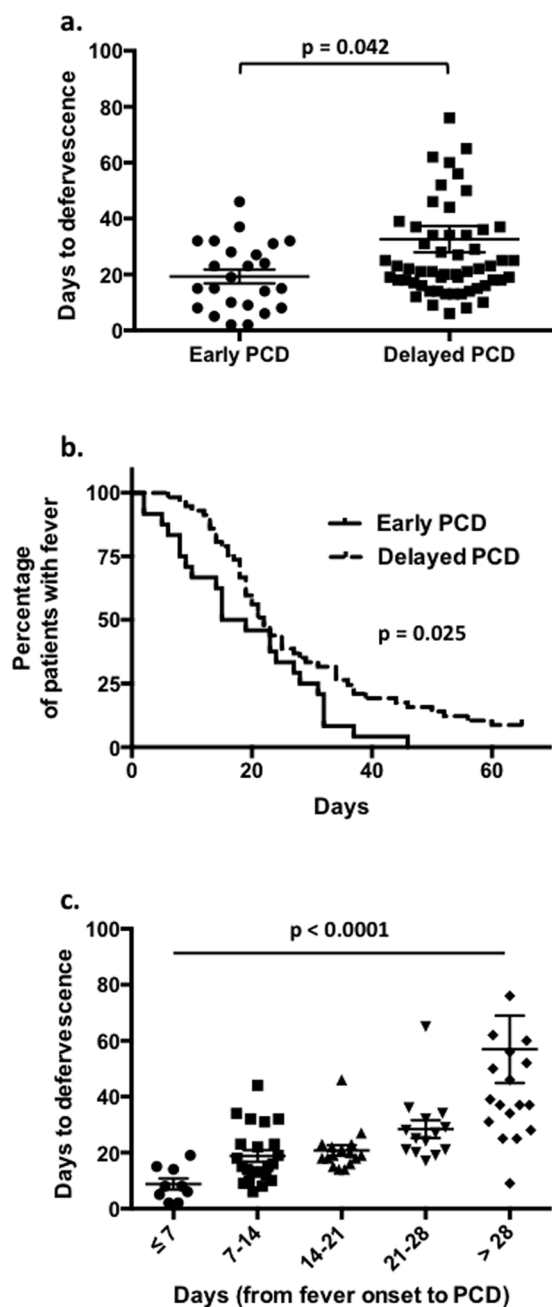 a.
p = 0.042
Days to defervescence
100
80
60
40
20
0
Early PCD
Delayed PCD
b.
Percentage
of patients with fever
100
75
50
25
0
Early PCD
Delayed PCD
p = 0.025
0
20
40
60
Days
c.
p < 0.0001
Days to defervescence
100
80
60
40
20
0
≤ 7
7-14
14-21
21-28
> 28
Days (from fever onset to PCD)